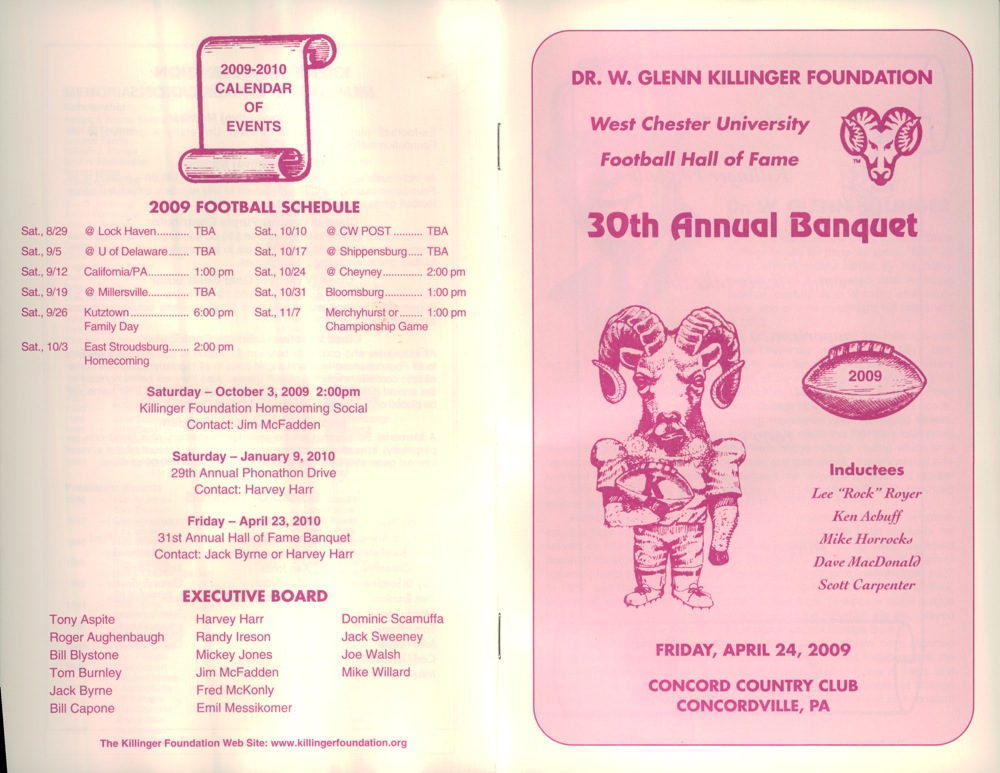 2009-2010
CALENDAR
OF
EVENTS
2009 FOOTBALL SCHEDULE
Sat., 8/29 @ Lock Haven........... TBA
Sat., 9/5 @ U of Delaware....... TBA
Sat., 9/12 California/PA.............. 1:00 pm
Sat., 9/19 @ Millersville.............. TBA
Sat., 9/26 Kutztown.................... 6:00 pm
Family Day
Sat., 10/3 East Stroudsburg....... 2:00 pm
Homecoming
Sat., 10/10 @ CW POST .......... TBA
Sat., 10/17 @ Shippensburg..... TBA
Sat., 10/24 @ Cheyney............. 2:00 pm
Sat., 10/31 Bloomsburg............. 1:00 pm
Sat., 11/7 Merchyhurst or........ 1:00 pm
Championship Game
Saturday – October 3, 2009 2:00pm
Killinger Foundation Homecoming Social
Contact: Jim McFadden
Saturday – January 9, 2010
29th Annual Phonathon Drive
Contact: Harvey Harr
Friday – April 23, 2010
31st Annual Hall of Fame Banquet
Contact: Jack Byrne or Harvey Harr
EXECUTIVE BOARD
Tony Aspite
Roger Aughenbaugh
Bill Blystone
Tom Burnley
Jack Byrne
Bill Capone
Harvey Harr
Randy Ireson
Mickey Jones
Jim McFadden
Fred McKonly
Emil Messikomer
Dominic Scamuffa
Jack Sweeney
Joe Walsh
Mike Willard
The Killinger Foundation Web Site: www.killingerfoundation.org
DR. W. GLENN KILLINGER FOUNDATION
West Chester University
Football Hall of Fame
TM
30th Annual Banquet
K
2009
Inductees
Lee “Rock” Royer
Ken Achuff
Mike Horrocks
Dave MacDonald
Scott Carpenter
FRIDAY, APRIL 24, 2009
CONCORD COUNTRY CLUB
CONCORDVILLE, PA